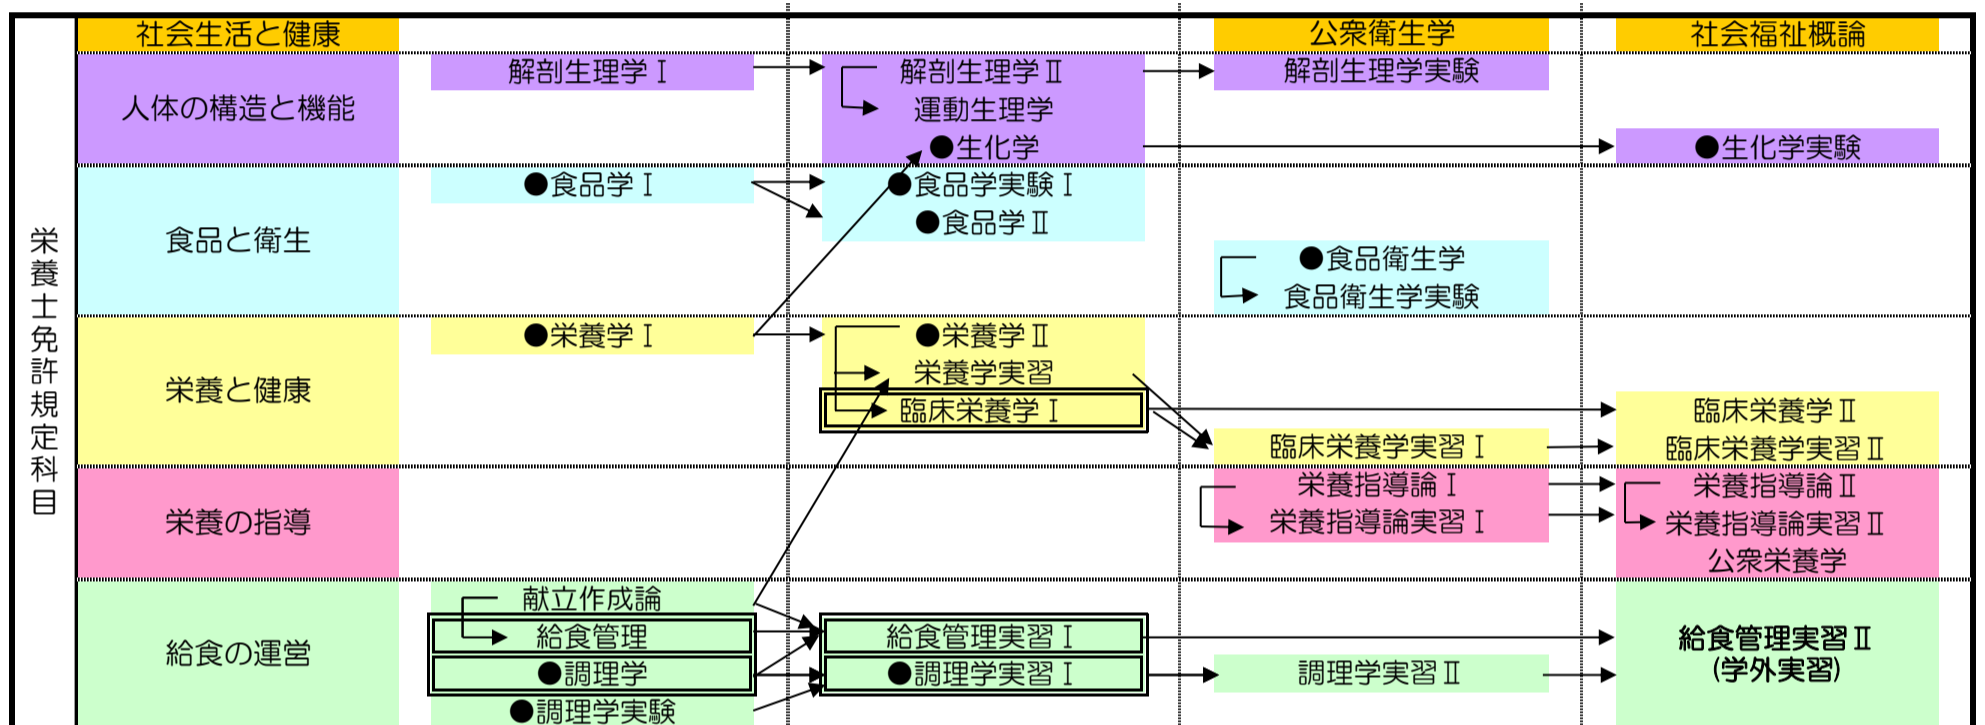 栄養士免許規定科目
社会生活と健康
公衆衛生学
社会福祉概論
人体の構造と機能
解剖生理学Ⅰ
解剖生理学Ⅱ
運動生理学
●生化学
解剖生理学実験
●生化学実験
食品と衛生
●食品学Ⅰ
●食品学実験Ⅰ
●食品学Ⅱ
●食品衛生学
食品衛生学実験
栄養と健康
●栄養学Ⅰ
●栄養学Ⅱ
栄養学実習
臨床栄養学Ⅰ
臨床栄養学実習Ⅰ
臨床栄養学Ⅱ
臨床栄養学実習Ⅱ
栄養の指導
栄養指導論Ⅰ
栄養指導論実習Ⅰ
栄養指導論Ⅱ
栄養指導論実習Ⅱ
公衆栄養学
給食の運営
献立作成論
給食管理
●調理学
●調理学実験
給食管理実習Ⅰ
●調理学実習Ⅰ
調理学実習Ⅱ
給食管理実習Ⅱ
(学外実習)